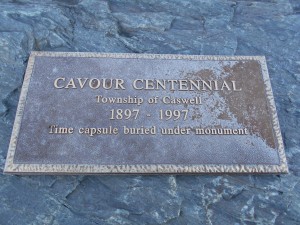 CAVOUR CENTENNIAL
Township of Caswell
1897 - 1997
Time capsule buried under monument